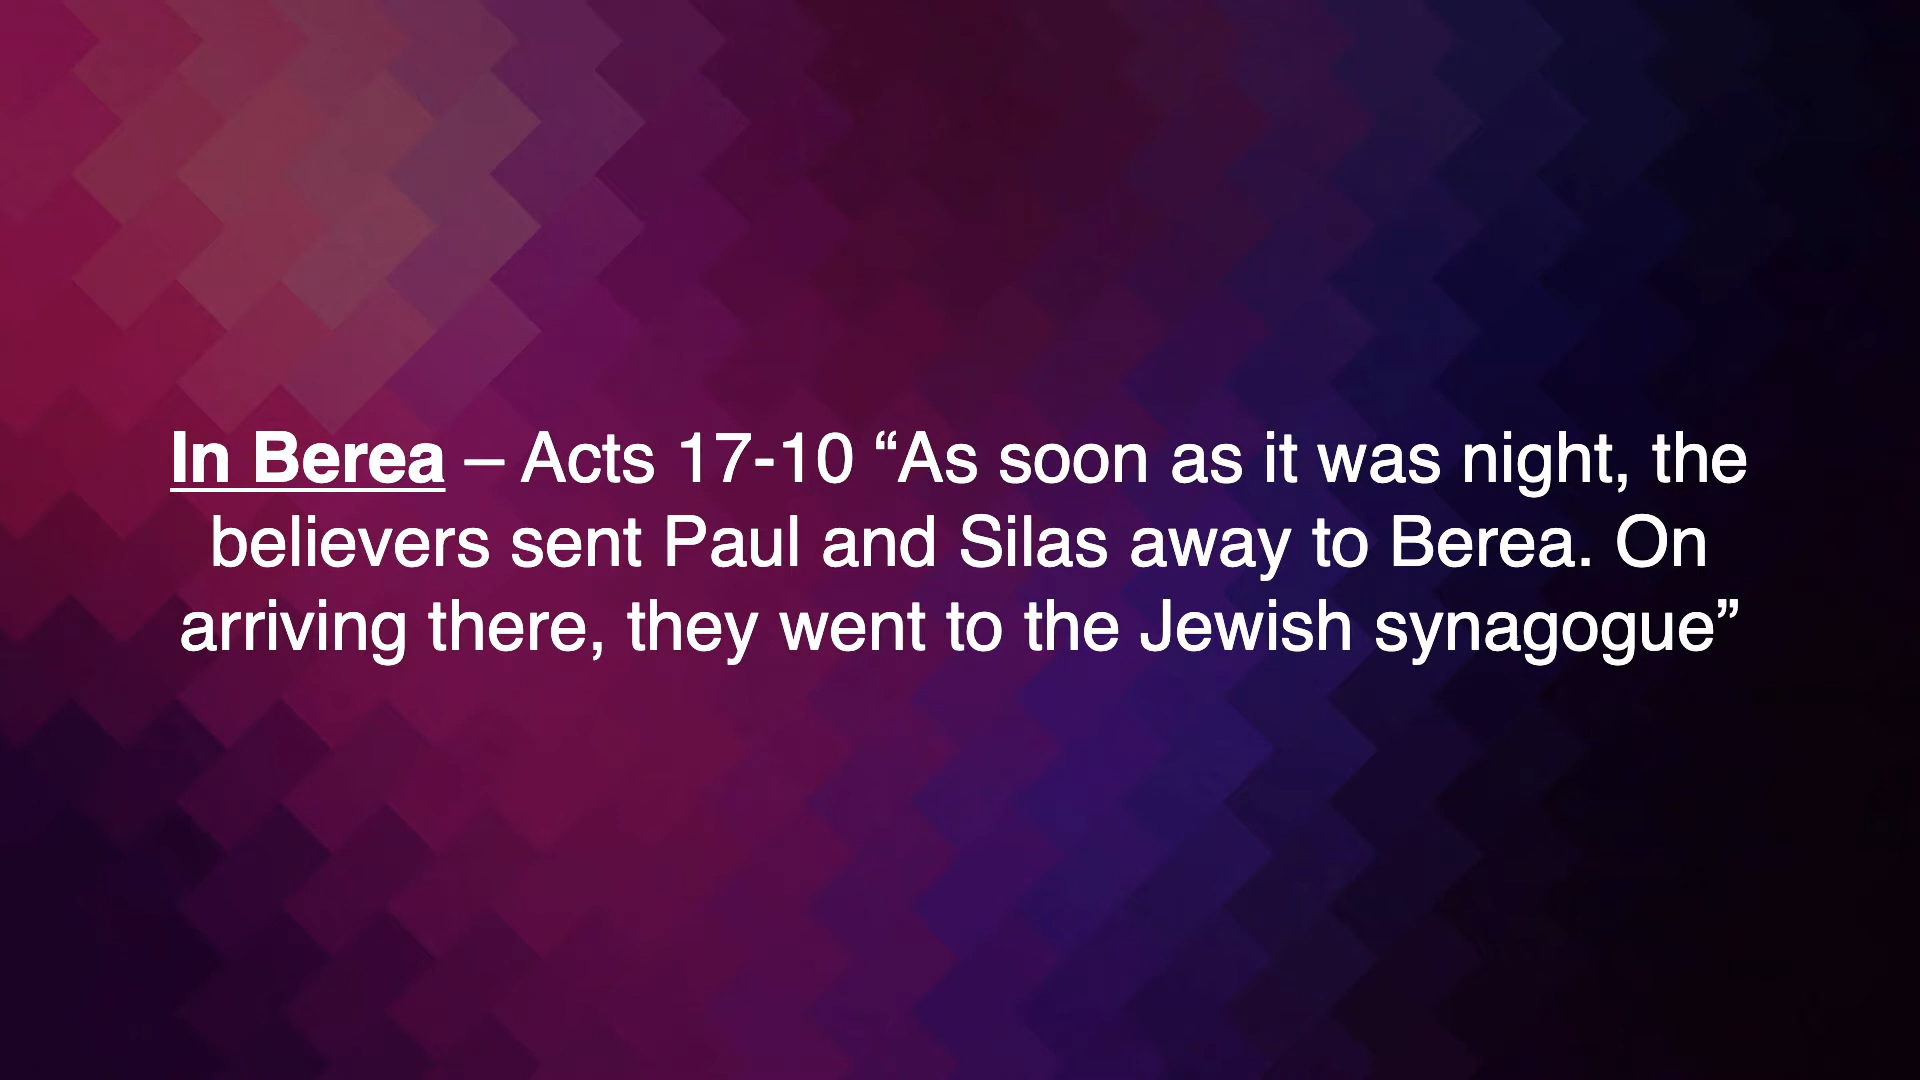 In Berea – Acts 17-10 “As soon as it was night, the
believers sent Paul and Silas away to Berea. On
arriving there, they went to the Jewish synagogue”